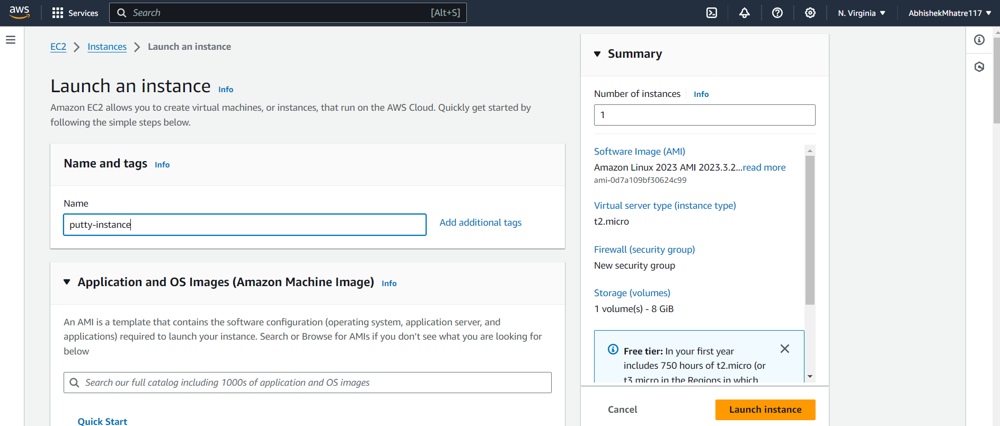 aws
Services
Search [Alt+S]
N. Virginia
AbhishekMhatre117
EC2 > Instances > Launch an instance
Launch an instance Info
Amazon EC2 allows you to create virtual machines, or instances, that run on the AWS Cloud. Quickly get started by
following the simple steps below.
Name and tags Info
Name
putty-instance
Add additional tags
Application and OS Images (Amazon Machine Image) Info
An AMI is a template that contains the software configuration (operating system, application server, and
applications) required to launch your instance. Search or Browse for AMIs if you don’t see what you are looking for
below
Search our full catalog including 1000s of application and OS images
Quick Start
Summary
Number of instances Info
1
Software Image (AMI)
Amazon Linux 2023 AMI 2023.3.2...read more
ami-0d7a109bf30624c99
Virtual server type (instance type)
t2.micro
Firewall (security group)
New security group
Storage (volumes)
1 volume(s) - 8 GiB
Free tier: In your first year
includes 750 hours of t2.micro (or
t3.micro in the Regions in which
Cancel
Launch instance